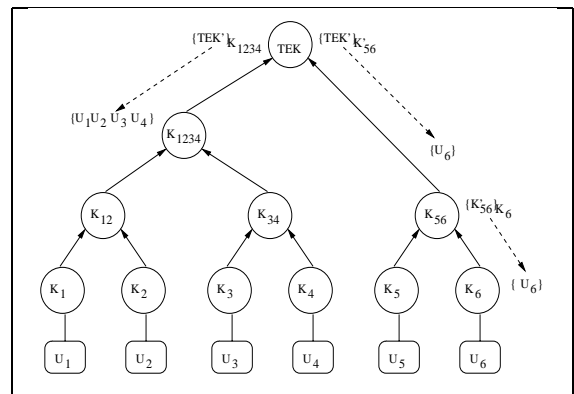 {TEK'}K1234 TEK {TEK'}K'56
{U1U2 U3 U4}
K1234
{U6}
K12 K34 K56 {K'56}K6
{ U6}
K1 K2 K3 K4 K5 K6
U1 U2 U3 U4 U5 U6